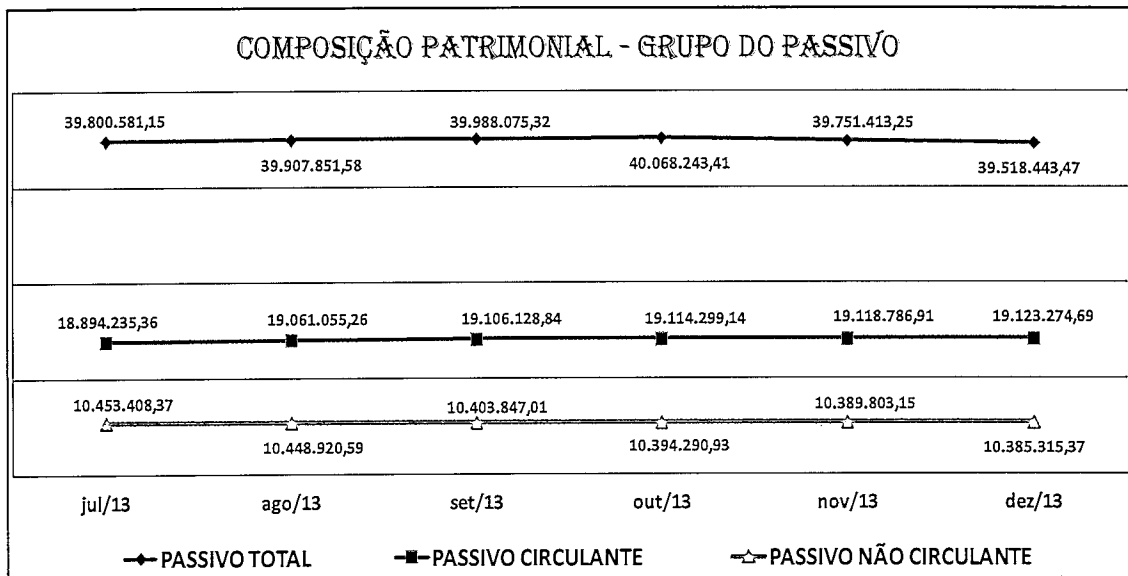 COMPOSIÇÃO PATRIMONIAL - GRUPO DO PASSIVO
39.800.581,15 39.988.075,32 39.751.413,25
39.907.851,58 40.068.243,41 39.518.443,47
18.894.235,36 19.061.055,26 19.106.128,84 19.114.299,14 19.118.786,91 19.123.274,69
10.453.408,37 10.403.847,01 10.389.803,15
10.448.920,59 10.394.290,93 10.385.315,37
jul/13 ago/13 set/13 out/13 nov/13 dez/13
PASSIVO TOTAL PASSIVO CIRCULANTE PASSIVO NÃO CIRCULANTE